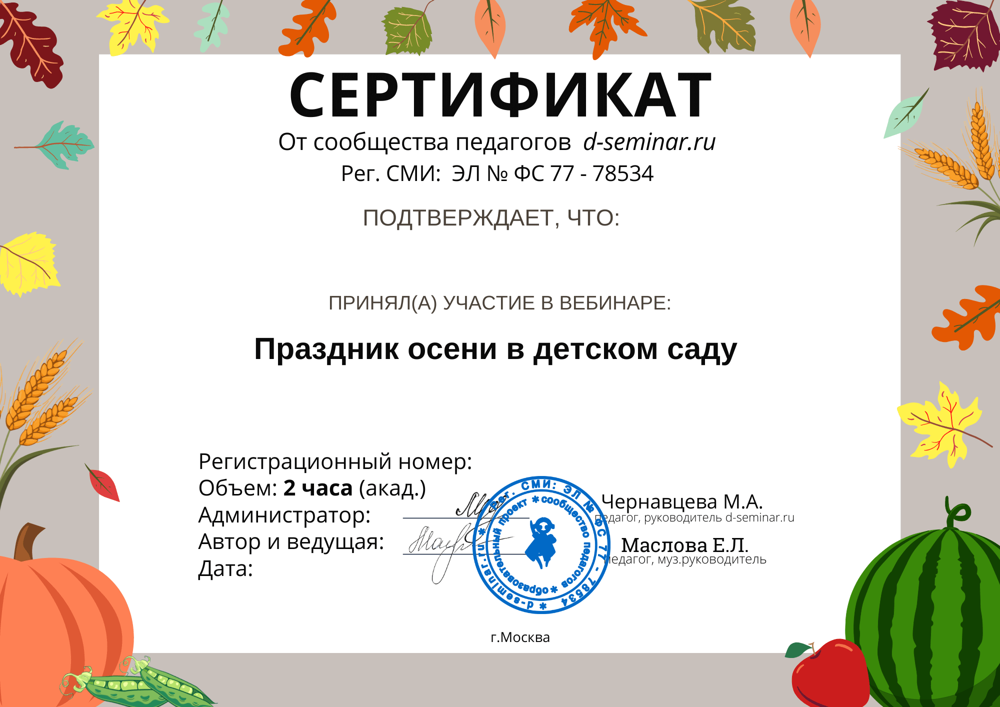 СЕРТИФИКАТ
От сообщества педагогов d-seminar.ru
Рег. СМИ: ЭЛ № ФС 77 - 78534
ПОДТВЕРЖДАЕТ, ЧТО:
ПРИНЯЛ(А) УЧАСТИЕ В ВЕБИНАРЕ:
Праздник осени в детском саду
Регистрационный номер:
Объем: 2 часа (акад.)
Администратор:
Автор и ведущая:
Дата:
Чернавцева М.А.
педагог, руководитель d-seminar.ru
Маслова Е.Л.
педагог, муз.руководитель
Рег. СМИ: ЭЛ № ФС 77 - 78534 * d-seminar.ru *
* сообщество педагогов * образовательный проект
г.Москва